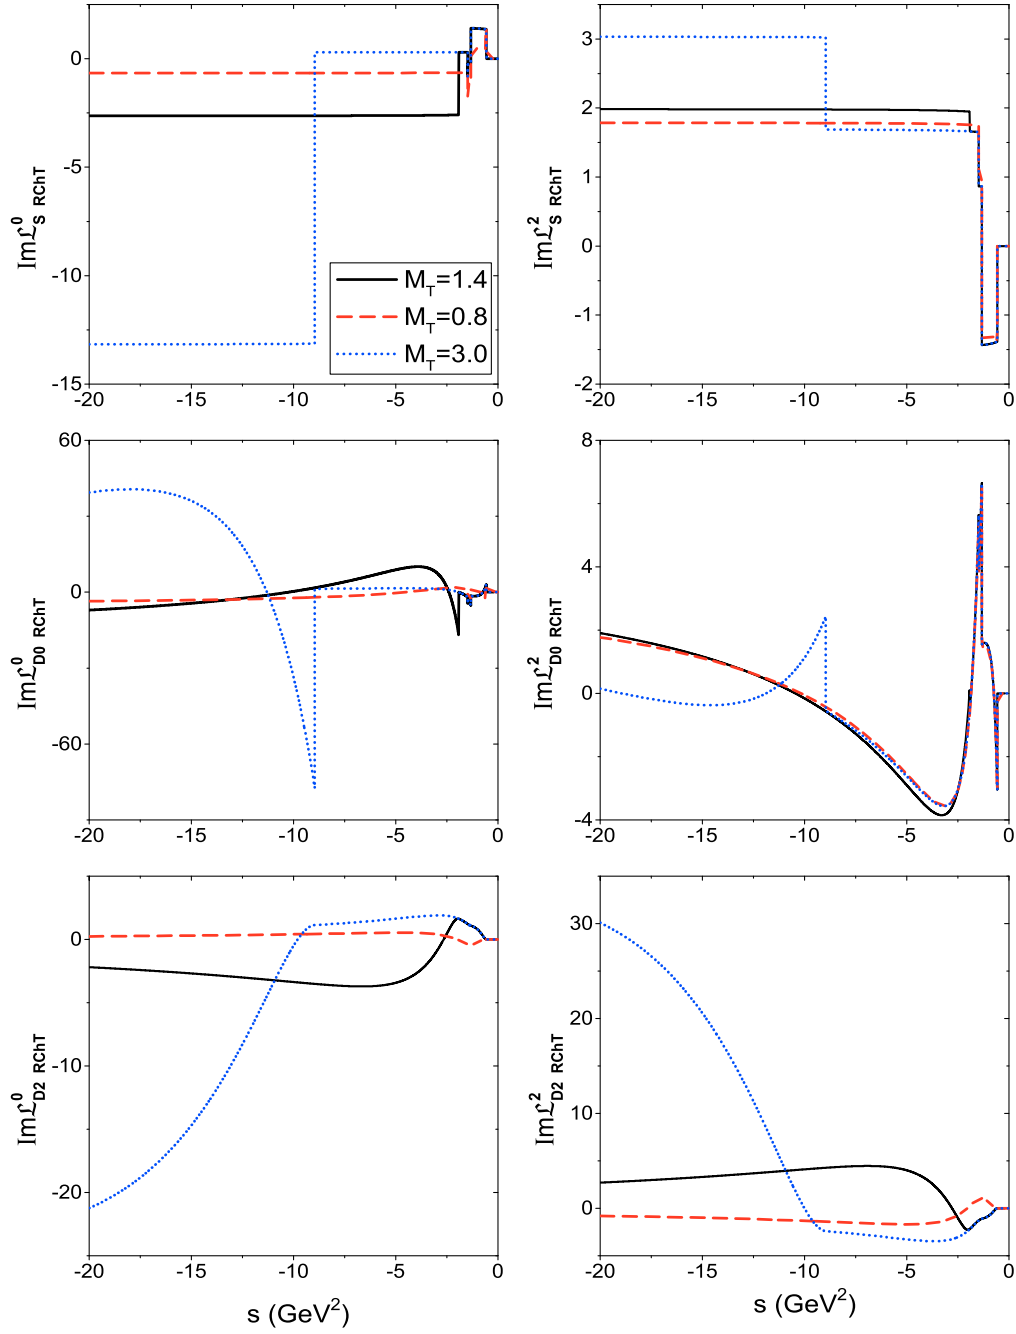 0
-5
-10
-15
-20 -15 -10 -5 0
Imℒ⁰S RChT
M_T=1.4
M_T=0.8
M_T=3.0
3
2
1
0
-1
-2
-20 -15 -10 -5 0
Imℒ²S RChT
60
0
-60
-20 -15 -10 -5 0
Imℒ⁰D0 RChT
8
4
0
-4
-20 -15 -10 -5 0
Imℒ²D0 RChT
0
-10
-20
-20 -15 -10 -5 0
Imℒ⁰D2 RChT
s (GeV²)
30
20
10
0
-20 -15 -10 -5 0
Imℒ²D2 RChT
s (GeV²)